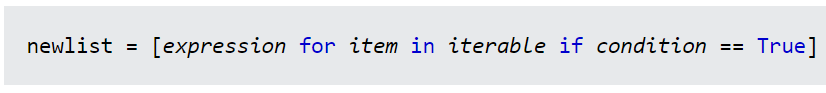 newlist = [expression for item in iterable if condition == True]